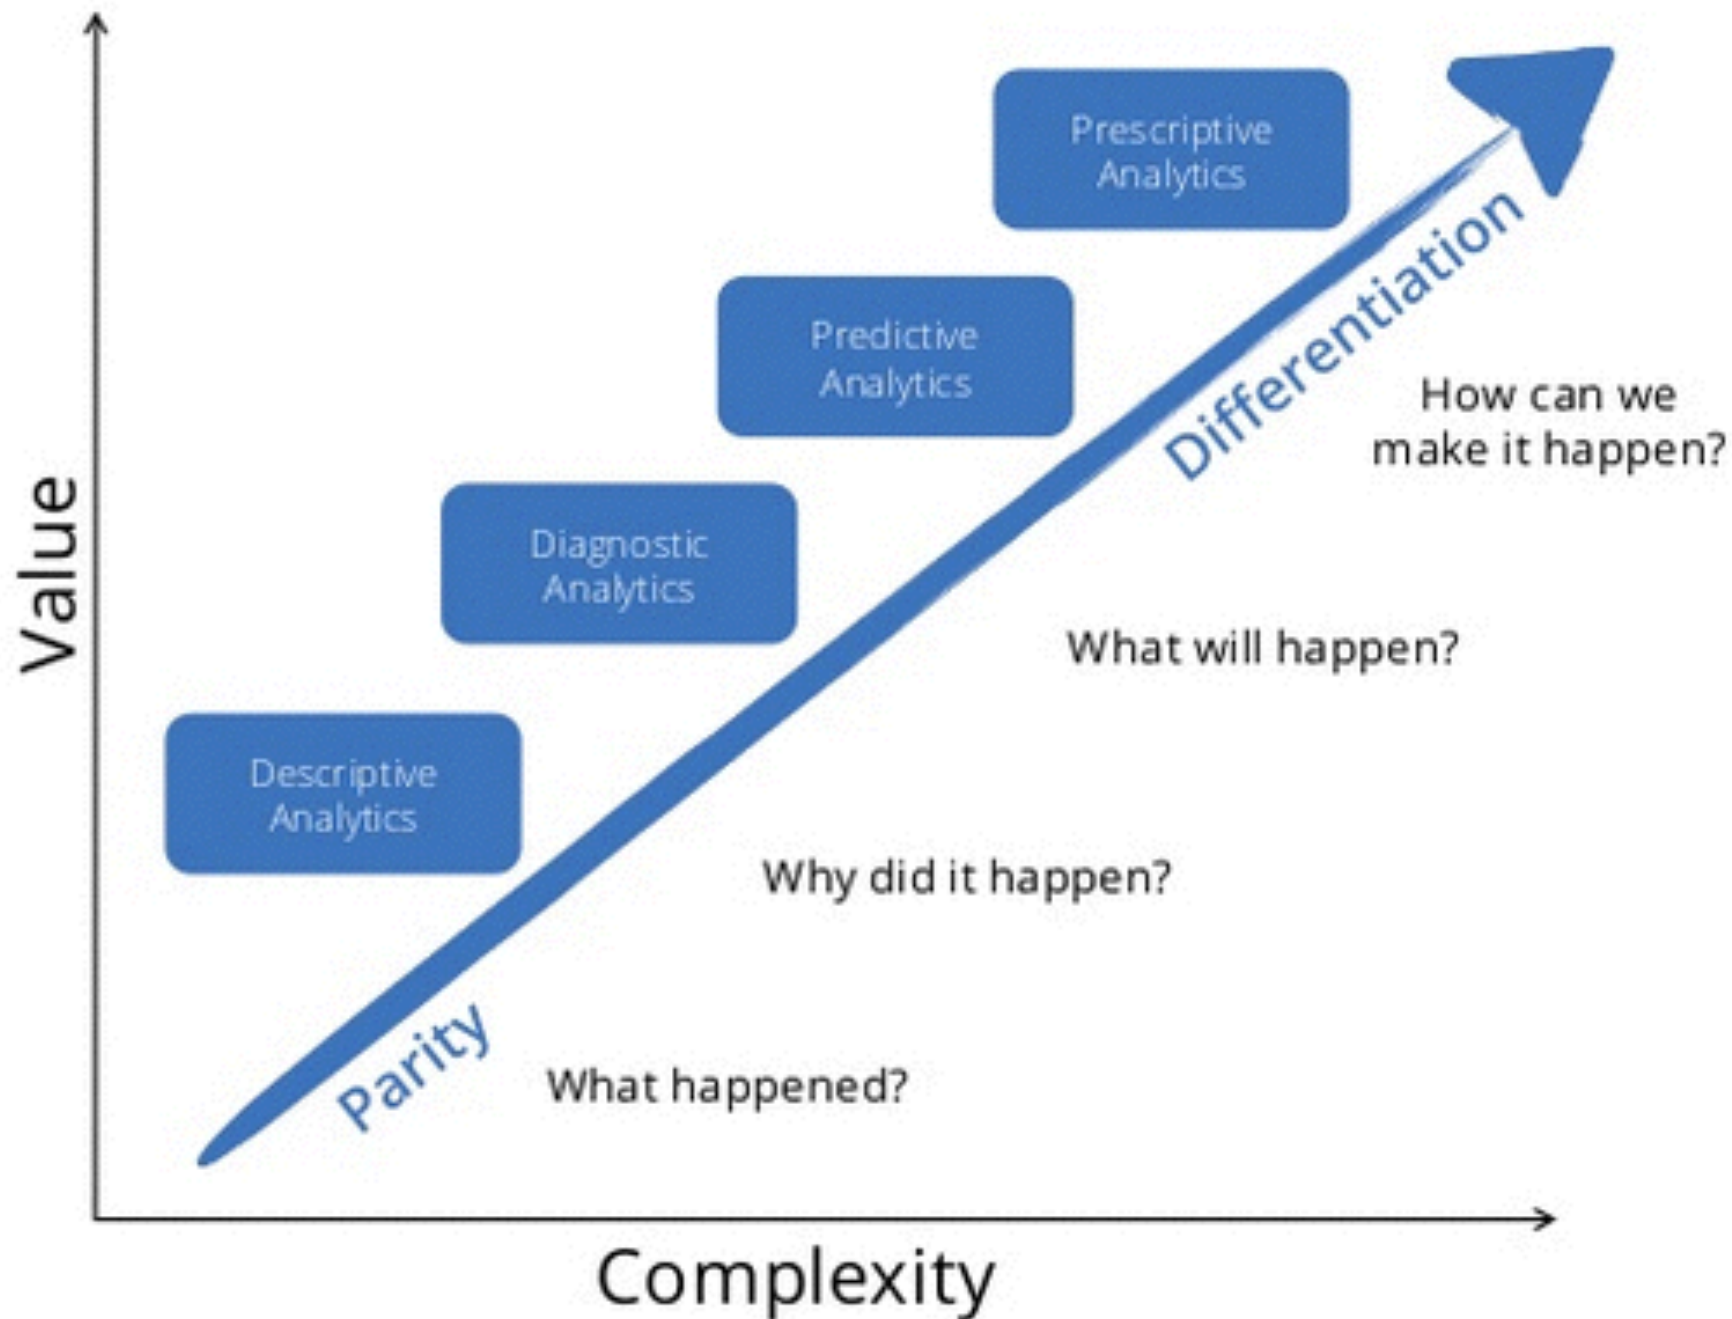 Prescriptive
Analytics
Predictive
Analytics
Differentiation
How can we
make it happen?
Value
Diagnostic
Analytics
What will happen?
Descriptive
Analytics
Why did it happen?
Parity
What happened?
Complexity